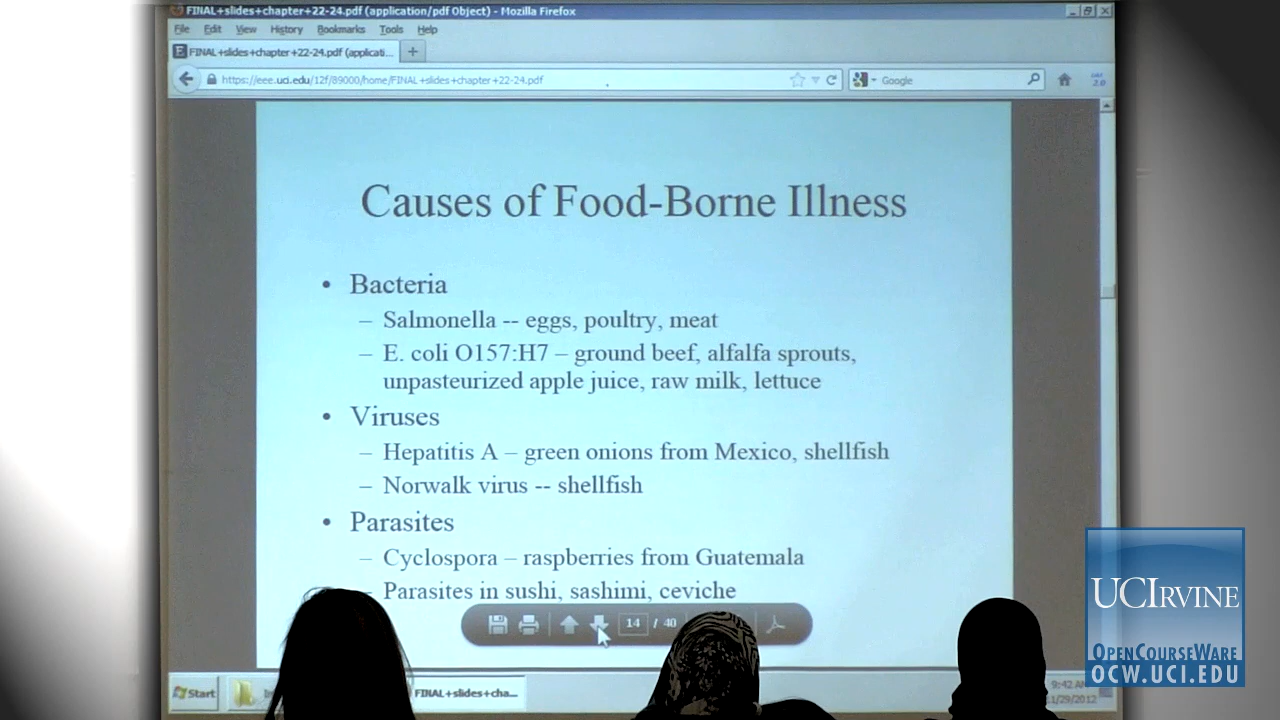 FINAL+slides+chapter+22-24.pdf (application/pdf Object) - Mozilla Firefox
File Edit View History Bookmarks Tools Help
FINAL+slides+chapter+22-24.pdf (applicati...
https://eee.uci.edu/12f/89000/home/FINAL+slides+chapter+22-24.pdf
Google
Causes of Food-Borne Illness
• Bacteria
– Salmonella -- eggs, poultry, meat
– E. coli O157:H7 – ground beef, alfalfa sprouts,
unpasteurized apple juice, raw milk, lettuce
• Viruses
– Hepatitis A – green onions from Mexico, shellfish
– Norwalk virus -- shellfish
• Parasites
– Cyclospora – raspberries from Guatemala
– Parasites in sushi, sashimi, ceviche
14 / 40
Start
FINAL+slides+cha...
9:42 AM
11/29/2012
UCIRVINE
OPENCOURSEWARE
OCW.UCI.EDU